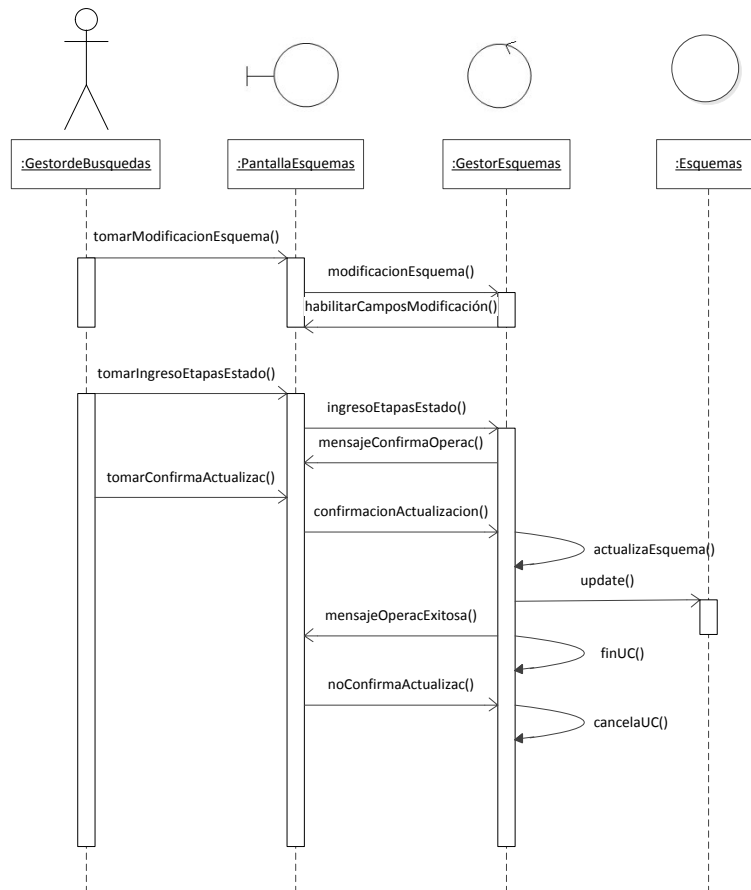 :GestordeBusquedas
:PantallaEsquemas
:GestorEsquemas
:Esquemas
tomarModificacionEsquema()
modificacionEsquema()
habilitarCamposModificación()
tomarIngresoEtapasEstado()
ingresoEtapasEstado()
mensajeConfirmaOperac()
tomarConfirmaActualizac()
confirmacionActualizacion()
actualizaEsquema()
update()
mensajeOperacExitosa()
finUC()
noConfirmaActualizac()
cancelaUC()